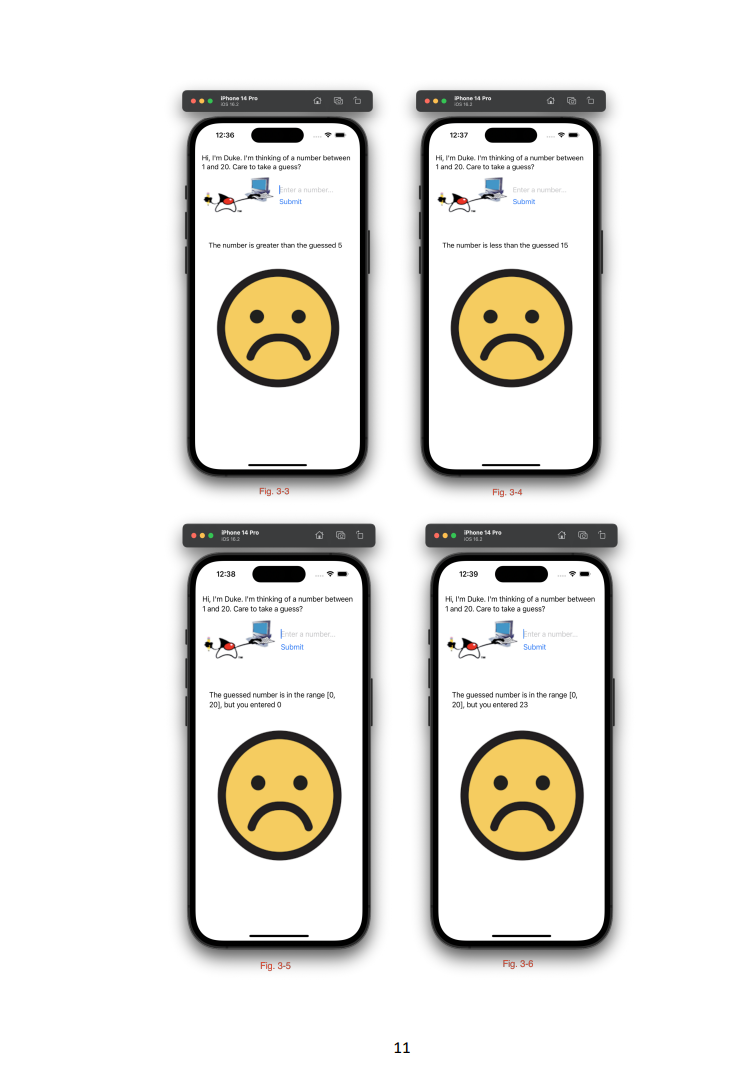 iPhone 14 Pro
iOS 16.2
12:36
Hi, I'm Duke. I'm thinking of a number between
1 and 20. Care to take a guess?
Enter a number...
Submit
The number is greater than the guessed 5
Fig. 3-3
iPhone 14 Pro
iOS 16.2
12:37
Hi, I'm Duke. I'm thinking of a number between
1 and 20. Care to take a guess?
Enter a number...
Submit
The number is less than the guessed 15
Fig. 3-4
iPhone 14 Pro
iOS 16.2
12:38
Hi, I'm Duke. I'm thinking of a number between
1 and 20. Care to take a guess?
Enter a number...
Submit
The guessed number is in the range [0,
20], but you entered 0
Fig. 3-5
iPhone 14 Pro
iOS 16.2
12:39
Hi, I'm Duke. I'm thinking of a number between
1 and 20. Care to take a guess?
Enter a number...
Submit
The guessed number is in the range [0,
20], but you entered 23
Fig. 3-6
11